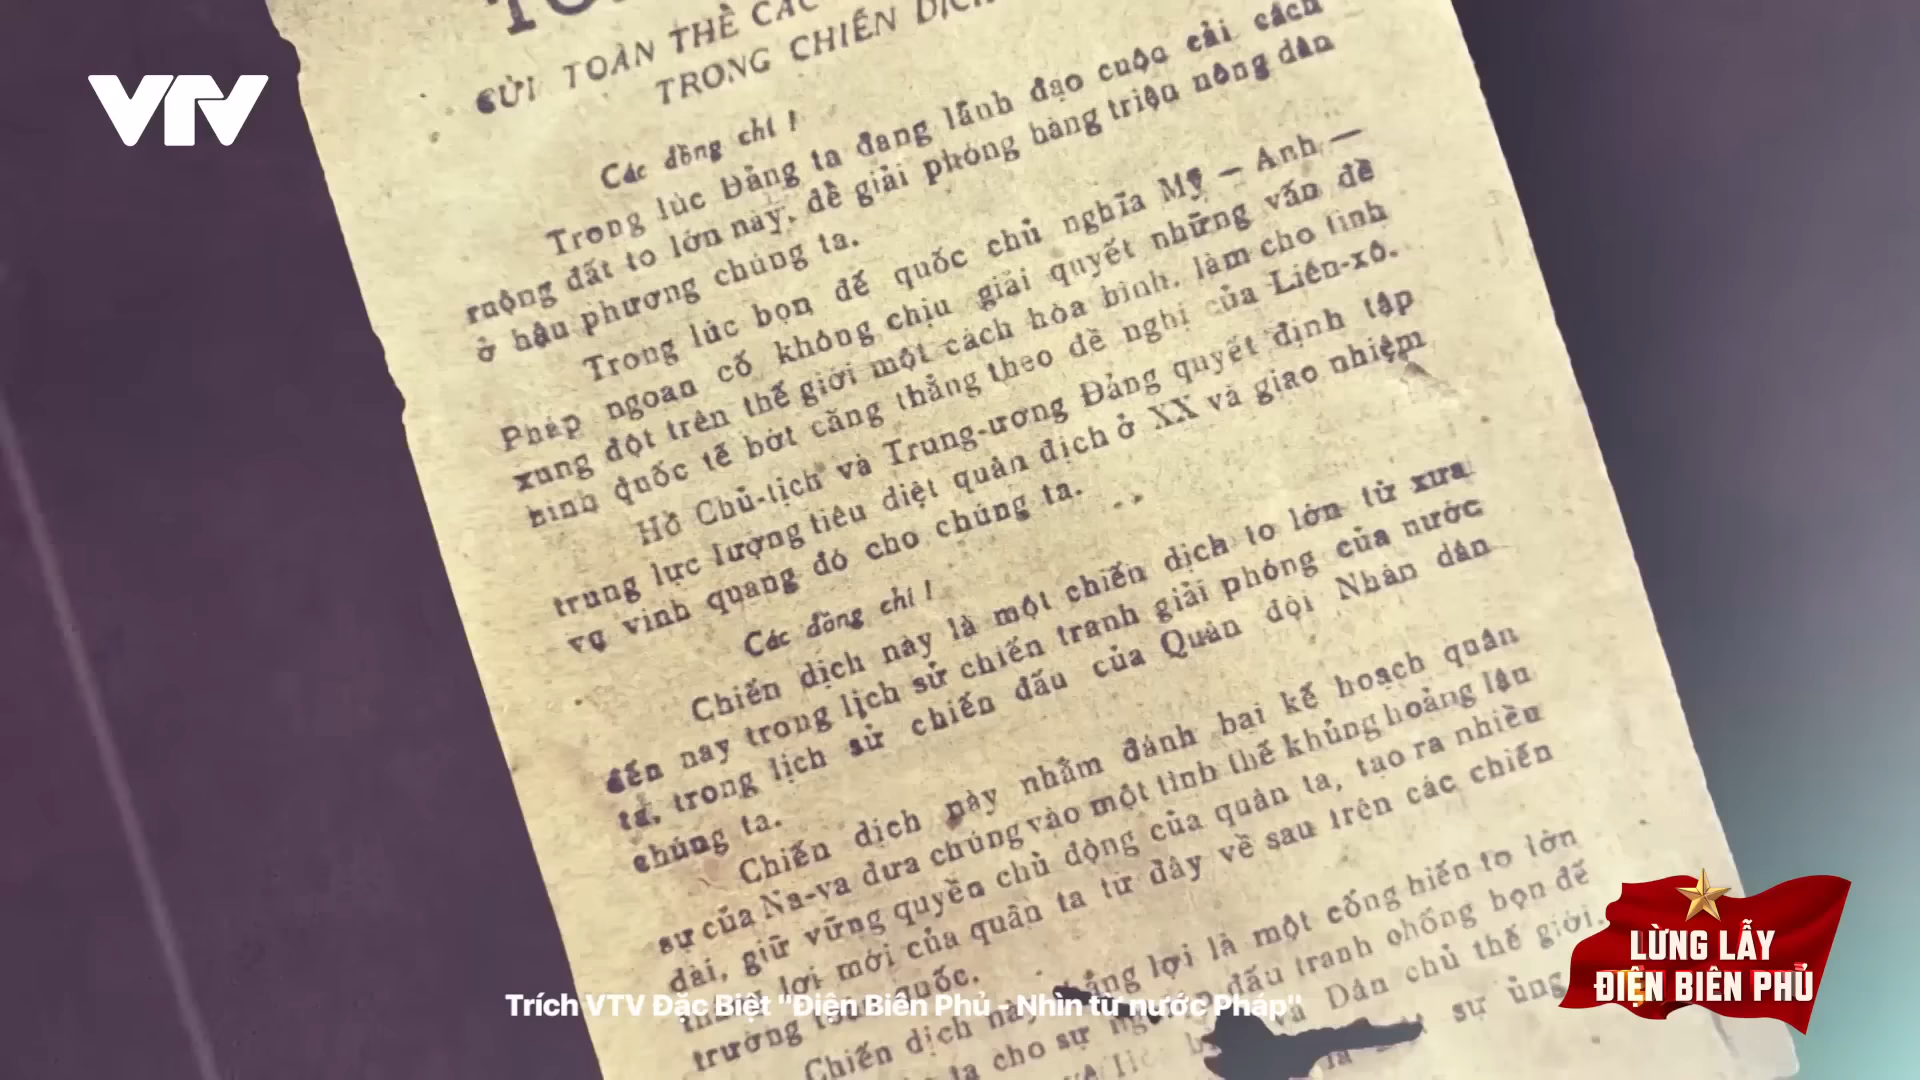 VTV
GỬI TOÀN THỂ CÁC
TRONG CHIẾN DỊCH
Các đồng chí !
Trong lúc Đảng ta đang lãnh đạo cuộc cải cách
ruộng đất to lớn này, để giải phóng hàng triệu nông dân
ở hậu phương chúng ta.
Trong lúc bọn đế quốc chủ nghĩa Mỹ — Anh —
Pháp ngoan cố không chịu giải quyết những vấn đề
xung đột trên thế giới một cách hòa bình, làm cho tình
hình quốc tế bớt căng thẳng theo đề nghị của Liên-xô.
Hồ Chủ-tịch và Trung-ương Đảng quyết định tập
trung lực lượng tiêu diệt quân địch ở XX và giao nhiệm
vụ vinh quang đó cho chúng ta.
Các đồng chí !
Chiến dịch này là một chiến dịch to lớn từ xưa
đến nay trong lịch sử chiến tranh giải phóng của nước
ta, trong lịch sử chiến đấu của Quân đội Nhân dân
chúng ta.
Chiến dịch này nhằm đánh bại kế hoạch quân
sự của Na-va đưa chúng vào một tình thế khủng hoảng lâu
dài, giữ vững quyền chủ động của quân ta, tạo ra nhiều
lợi mới của quân ta từ đây về sau trên các chiến
trường quốc.
Chiến dịch này lợi là một cống hiến to lớn
cho sự đấu tranh chống bọn đế
và Dân chủ thế giới.
sự ủng
Trích VTV Đặc Biệt "Điện Biên Phủ - Nhìn từ nước Pháp"
LỪNG LẪY
ĐIỆN BIÊN PHỦ